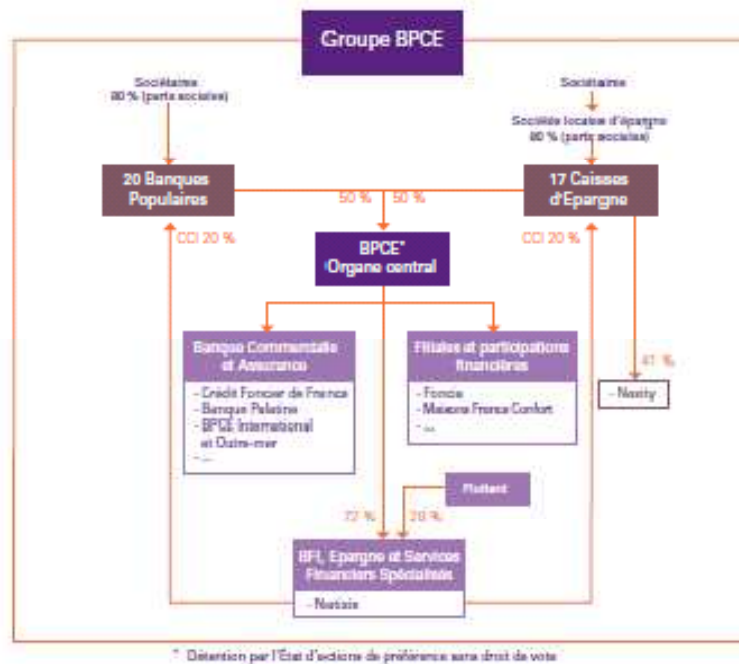 Groupe BPCE
Sociétaires
80 % (parts sociales)
Sociétaires
Sociétés locales d'épargne
80 % (parts sociales)
20 Banques
Populaires
17 Caisses
d'Epargne
50 %
50 %
CCI 20 %
CCI 20 %
BPCE*
Organe central
Banque Commerciale
et Assurance
- Crédit Foncier de France
- Banque Palatine
- BPCE International
et Outre-mer
- ...
Filiales et participations
financières
- Foncia
- Maisons France Confort
- ...
41 %
- Nexity
Flottant
72 %
28 %
BFI, Epargne et Services
Financiers Spécialisés
- Natixis
* Détention par l'État d'actions de préférence sans droit de vote